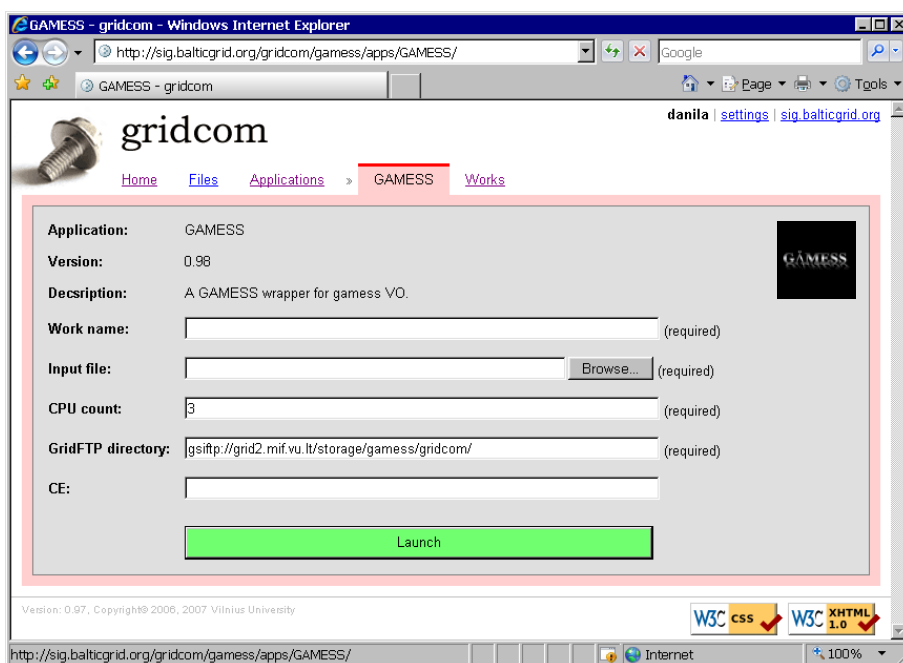 GAMESS - gridcom - Windows Internet Explorer
http://sig.balticgrid.org/gridcom/gamess/apps/GAMESS/
Google
GAMESS - gridcom
Page
Tools
danila | settings | sig.balticgrid.org
gridcom
Home Files Applications » GAMESS Works
Application: GAMESS
GAMESS
Version: 0.98
Decsription: A GAMESS wrapper for gamess VO.
Work name: (required)
Input file: Browse... (required)
CPU count: 3 (required)
GridFTP directory: gsiftp://grid2.mif.vu.lt/storage/gamess/gridcom/ (required)
CE:
Launch
Version: 0.97, Copyright© 2006, 2007 Vilnius University
W3C css
W3C XHTML 1.0
http://sig.balticgrid.org/gridcom/gamess/apps/GAMESS/
Internet
100%